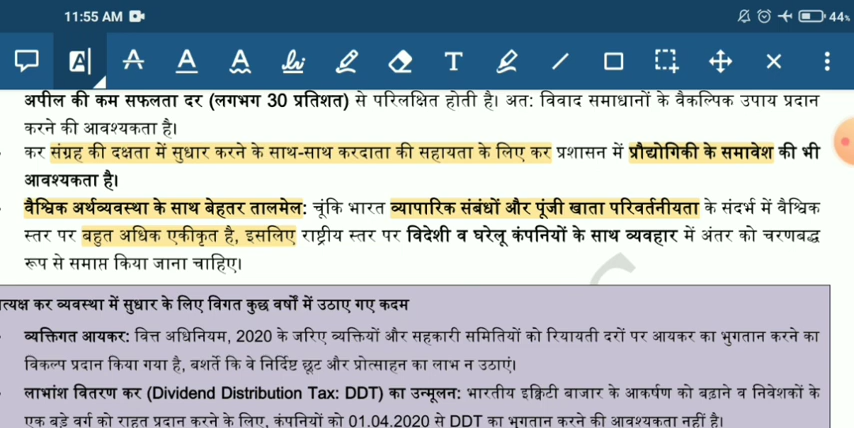 11:55 AM
44%
T
अपील की कम सफलता दर (लगभग 30 प्रतिशत) से परिलक्षित होती है। अत: विवाद समाधानों के वैकल्पिक उपाय प्रदान
करने की आवश्यकता है।
कर संग्रह की दक्षता में सुधार करने के साथ-साथ करदाता की सहायता के लिए कर प्रशासन में प्रौद्योगिकी के समावेश की भी
आवश्यकता है।
वैश्विक अर्थव्यवस्था के साथ बेहतर तालमेल: चूंकि भारत व्यापारिक संबंधों और पूंजी खाता परिवर्तनीयता के संदर्भ में वैश्विक
स्तर पर बहुत अधिक एकीकृत है, इसलिए राष्ट्रीय स्तर पर विदेशी व घरेलू कंपनियों के साथ व्यवहार में अंतर को चरणबद्ध
रूप से समाप्त किया जाना चाहिए।
त्यक्ष कर व्यवस्था में सुधार के लिए विगत कुछ वर्षों में उठाए गए कदम
व्यक्तिगत आयकर: वित्त अधिनियम, 2020 के जरिए व्यक्तियों और सहकारी समितियों को रियायती दरों पर आयकर का भुगतान करने का
विकल्प प्रदान किया गया है, बशर्ते कि वे निर्दिष्ट छूट और प्रोत्साहन का लाभ न उठाएं।
लाभांश वितरण कर (Dividend Distribution Tax: DDT) का उन्मूलन: भारतीय इक्विटी बाजार के आकर्षण को बढ़ाने व निवेशकों के
एक बड़े वर्ग को राहत प्रदान करने के लिए, कंपनियों को 01.04.2020 से DDT का भुगतान करने की आवश्यकता नहीं है।